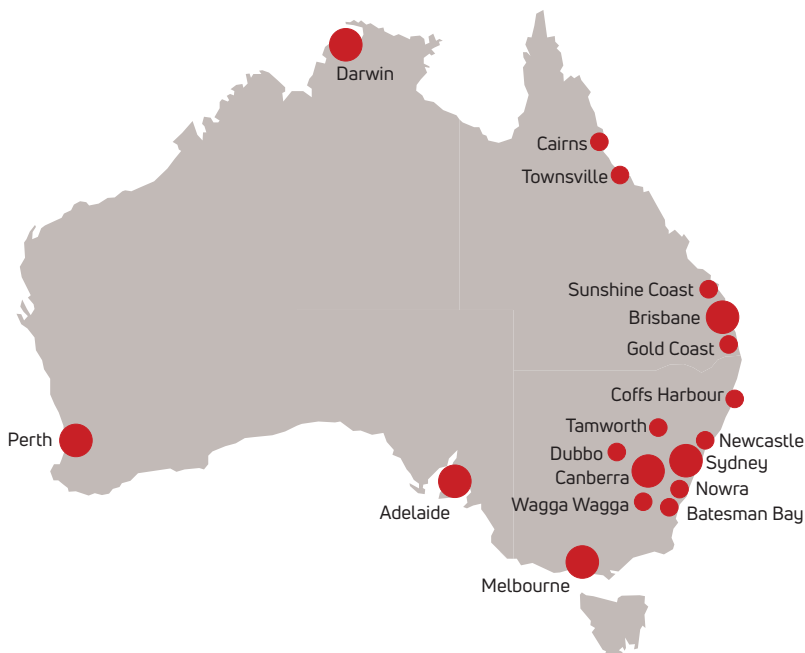 Darwin
Cairns
Townsville
Sunshine Coast
Brisbane
Gold Coast
Coffs Harbour
Tamworth
Perth
Newcastle
Dubbo
Sydney
Canberra
Nowra
Wagga Wagga
Adelaide
Batesman Bay
Melbourne